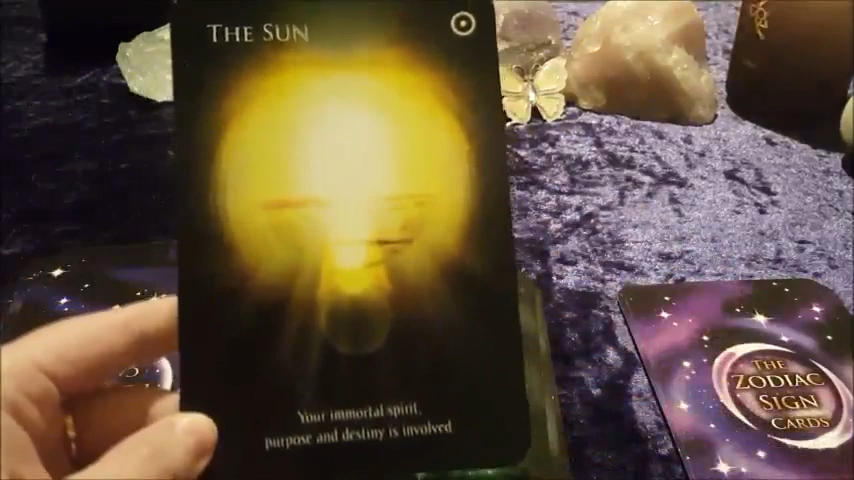 THE SUN
Your immortal spirit,
purpose and destiny is involved
THE
ZODIAC
SIGN
CARDS